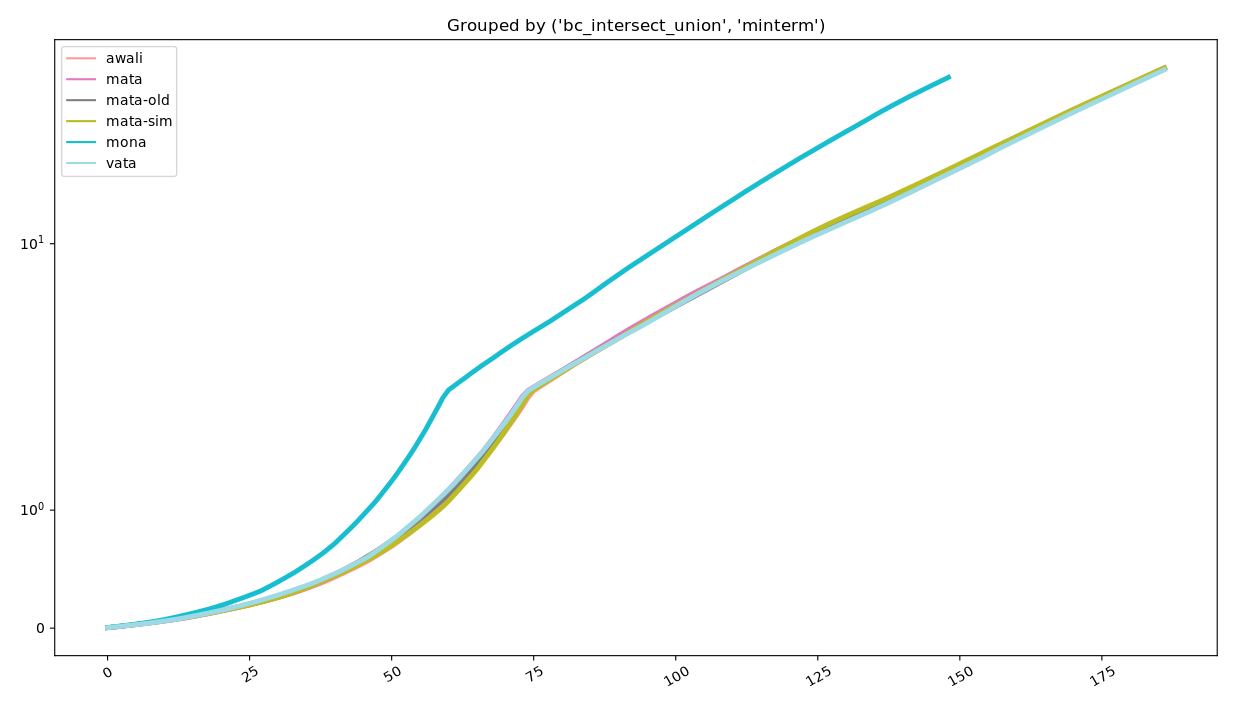 Grouped by ('bc_intersect_union', 'minterm')
awali
mata
mata-old
mata-sim
mona
vata
10¹
10⁰
0
0
25
50
75
100
125
150
175